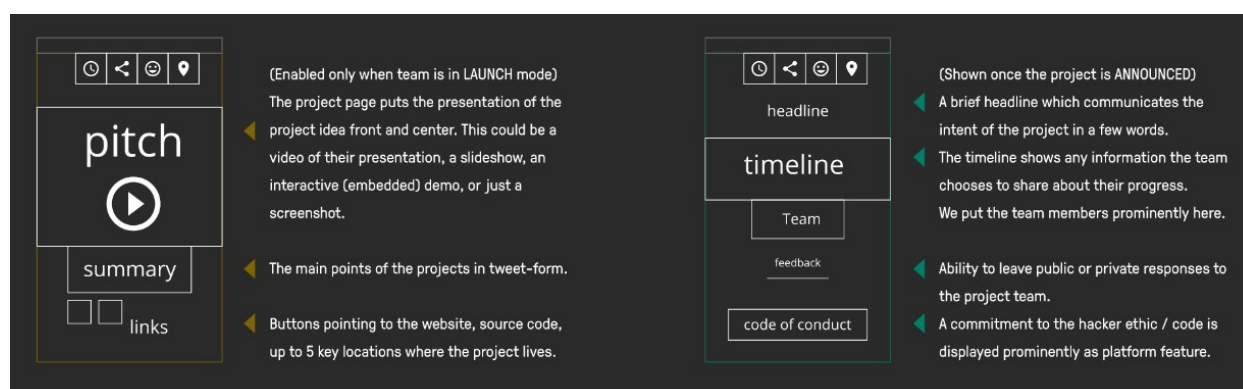 pitch
summary
links
(Enabled only when team is in LAUNCH mode)
The project page puts the presentation of the
project idea front and center. This could be a
video of their presentation, a slideshow, an
interactive (embedded) demo, or just a
screenshot.
The main points of the projects in tweet-form.
Buttons pointing to the website, source code,
up to 5 key locations where the project lives.
headline
timeline
Team
feedback
code of conduct
(Shown once the project is ANNOUNCED)
A brief headline which communicates the
intent of the project in a few words.
The timeline shows any information the team
chooses to share about their progress.
We put the team members prominently here.
Ability to leave public or private responses to
the project team.
A commitment to the hacker ethic / code is
displayed prominently as platform feature.